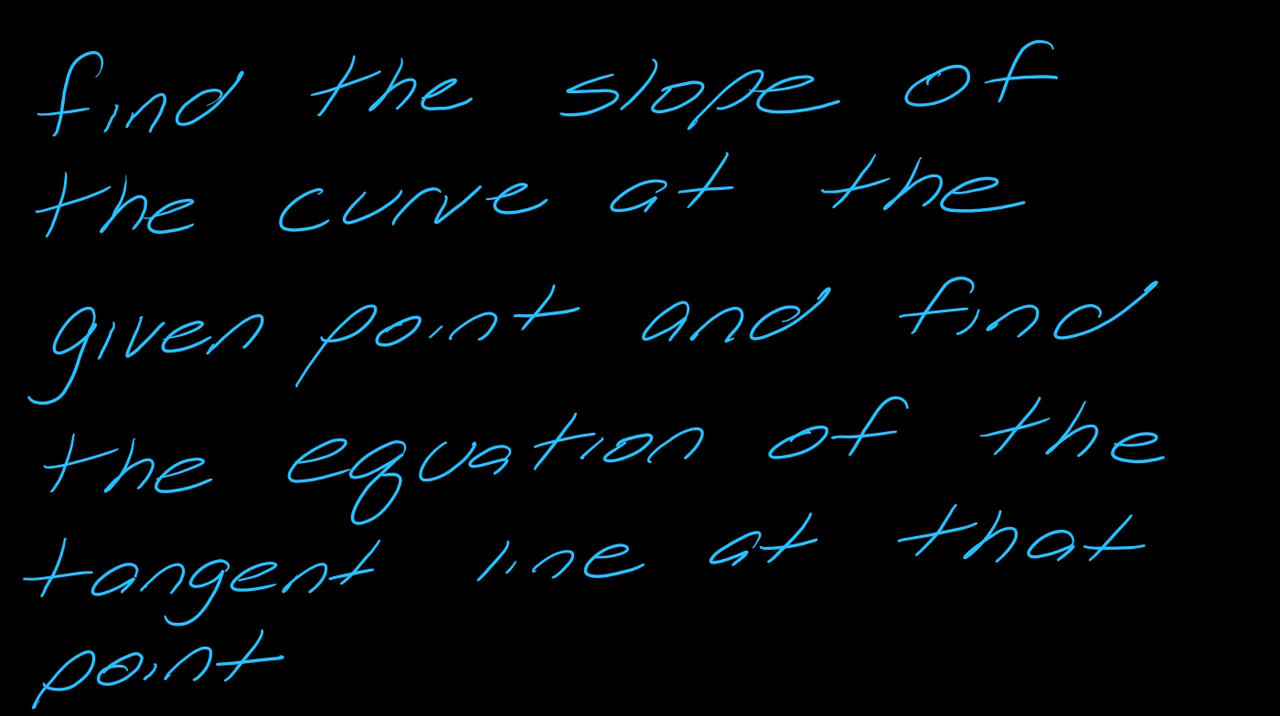 find the slope of
the curve at the
given point and find
the equation of the
tangent line at that
point